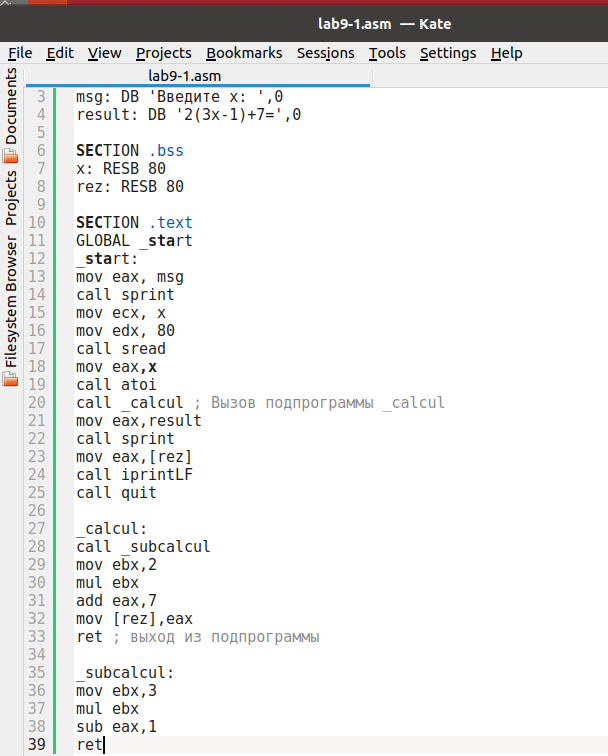 lab9-1.asm — Kate
File Edit View Projects Bookmarks Sessions Tools Settings Help
lab9-1.asm
Documents
Projects
Filesystem Browser
3 msg: DB 'Введите x: ',0
4 result: DB '2(3x-1)+7=',0
5
6 SECTION .bss
7 x: RESB 80
8 rez: RESB 80
9
10 SECTION .text
11 GLOBAL _start
12 _start:
13 mov eax, msg
14 call sprint
15 mov ecx, x
16 mov edx, 80
17 call sread
18 mov eax,x
19 call atoi
20 call _calcul ; Вызов подпрограммы _calcul
21 mov eax,result
22 call sprint
23 mov eax,[rez]
24 call iprintLF
25 call quit
26
27 _calcul:
28 call _subcalcul
29 mov ebx,2
30 mul ebx
31 add eax,7
32 mov [rez],eax
33 ret ; выход из подпрограммы
34
35 _subcalcul:
36 mov ebx,3
37 mul ebx
38 sub eax,1
39 ret